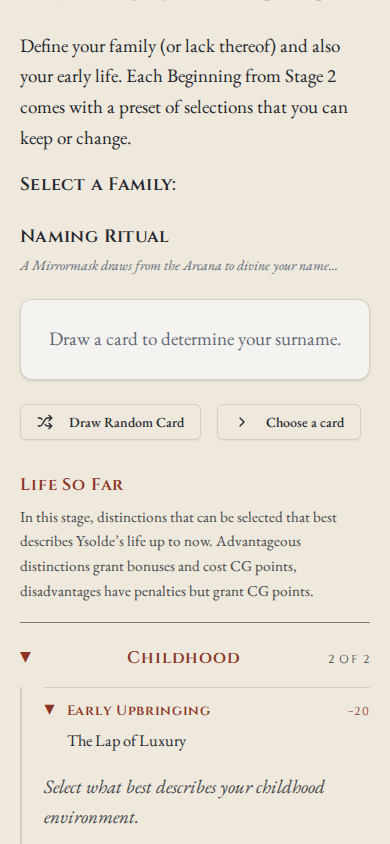 Define your family (or lack thereof) and also
your early life. Each Beginning from Stage 2
comes with a preset of selections that you can
keep or change.
Select a Family:
Naming Ritual
A Mirrormask draws from the Arcana to divine your name...
Draw a card to determine your surname.
Draw Random Card
Choose a card
Life So Far
In this stage, distinctions that can be selected that best
describes Ysolde's life up to now. Advantageous
distinctions grant bonuses and cost CG points,
disadvantages have penalties but grant CG points.
▼ Childhood 2 OF 2
▼ Early Upbringing −20
The Lap of Luxury
Select what best describes your childhood
environment.